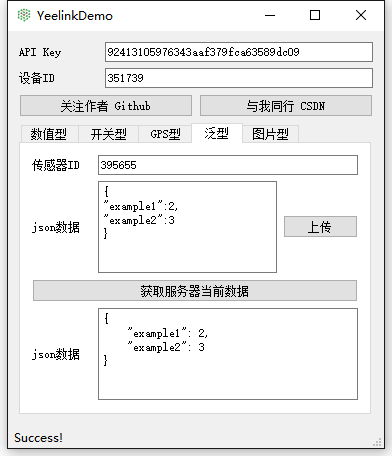 YeelinkDemo
API Key 92413105976343aaf379fca63589dc09
设备ID 351739
关注作者 Github 与我同行 CSDN
数值型 开关型 GPS型 泛型 图片型
传感器ID 395655
{
"example1":2,
"example2":3
}
json数据
上传
获取服务器当前数据
{
"example1": 2,
"example2": 3
}
json数据
Success!